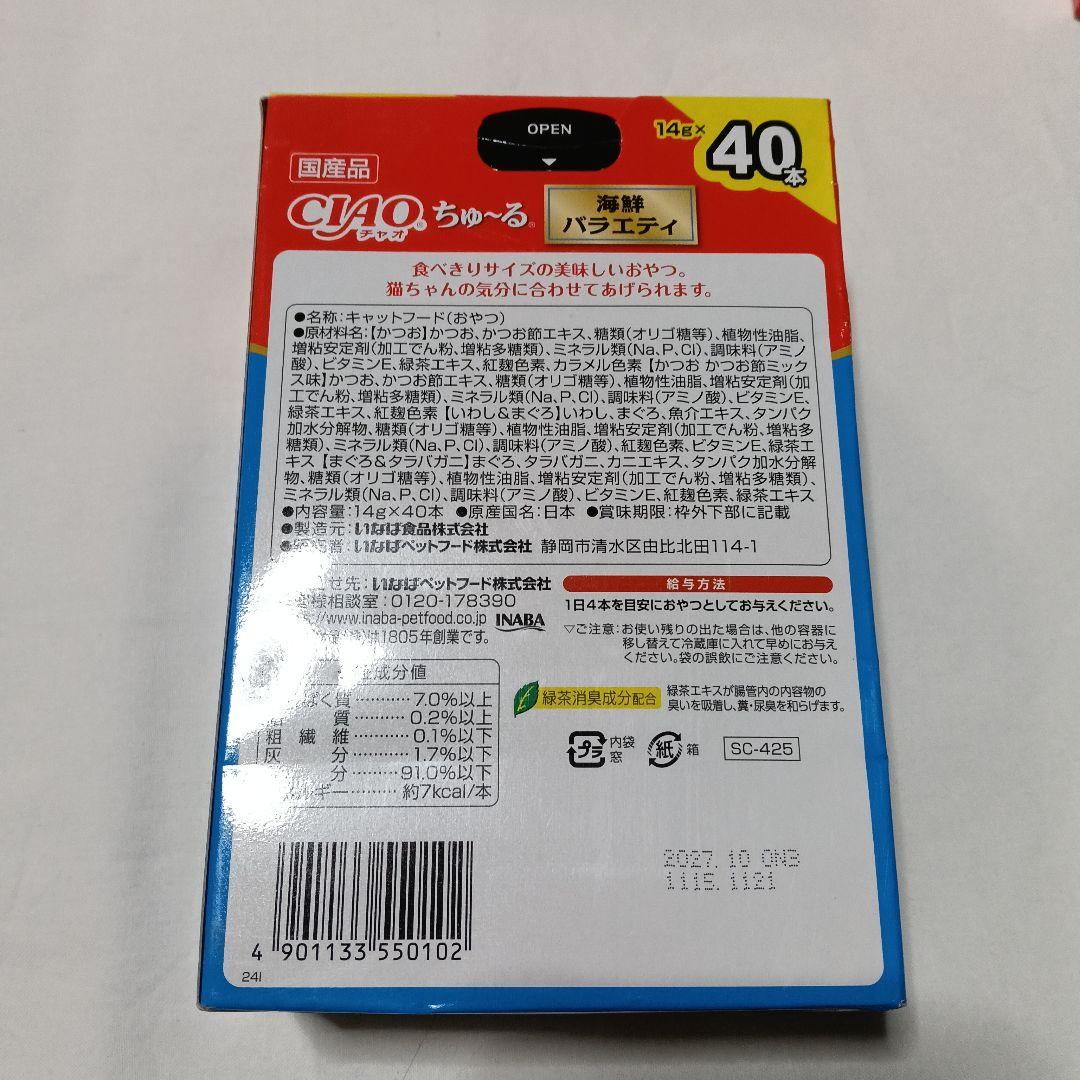 OPEN
14g×40本
国産品
CIAO® ちゅ~る®
チャオ
海鮮
バラエティ
食べきりサイズの美味しいおやつ。
猫ちゃんの気分に合わせてあげられます。
●名称:キャットフード(おやつ)
●原材料名:【かつお】かつお、かつお節エキス、糖類(オリゴ糖等)、植物性油脂、
増粘安定剤(加工でん粉、増粘多糖類)、ミネラル類(Na、P、Cl)、調味料(アミノ
酸)、ビタミンE、緑茶エキス、紅麹色素、カラメル色素【かつお かつお節ミック
ス味】かつお、かつお節エキス、糖類(オリゴ糖等)、植物性油脂、増粘安定剤(加
工でん粉、増粘多糖類)、ミネラル類(Na、P、Cl)、調味料(アミノ酸)、ビタミンE、
緑茶エキス、紅麹色素【いわし&まぐろ】いわし、まぐろ、魚介エキス、タンパク
加水分解物、糖類(オリゴ糖等)、植物性油脂、増粘安定剤(加工でん粉、増粘多
糖類)、ミネラル類(Na、P、Cl)、調味料(アミノ酸)、紅麹色素、ビタミンE、緑茶エ
キス【まぐろ&タラバガニ】まぐろ、タラバガニ、カニエキス、タンパク加水分解
物、糖類(オリゴ糖等)、植物性油脂、増粘安定剤(加工でん粉、増粘多糖類)、
ミネラル類(Na、P、Cl)、調味料(アミノ酸)、ビタミンE、紅麹色素、緑茶エキス
●内容量:14g×40本 ●原産国名:日本 ●賞味期限:枠外下部に記載
●製造元:いなば食品株式会社
者:いなばペットフード株式会社 静岡市清水区由比北田114-1
せ先:いなばペットフード株式会社
様相談室:0120-178390
//www.inaba-petfood.co.jp INABA
は1805年創業です。
給与方法
1日4本を目安におやつとしてお与えください。
▽ご注意:お使い残りの出た場合は、他の容器に
移し替えて冷蔵庫に入れて早めにお与え
ください。袋の誤飲にご注意ください。
成分値
ぱく質…………7.0%以上
質…………0.2%以上
粗繊維…………0.1%以下
灰分…………1.7%以下
分…………91.0%以下
ルギー………約7kcal/本
緑茶消臭成分配合
緑茶エキスが腸管内の内容物の
臭いを吸着し、糞・尿臭を和らげます。
プラ 内袋 窓 紙 箱 SC-425
2027.10 ON3
1115.1121
4 901133 550102
24I